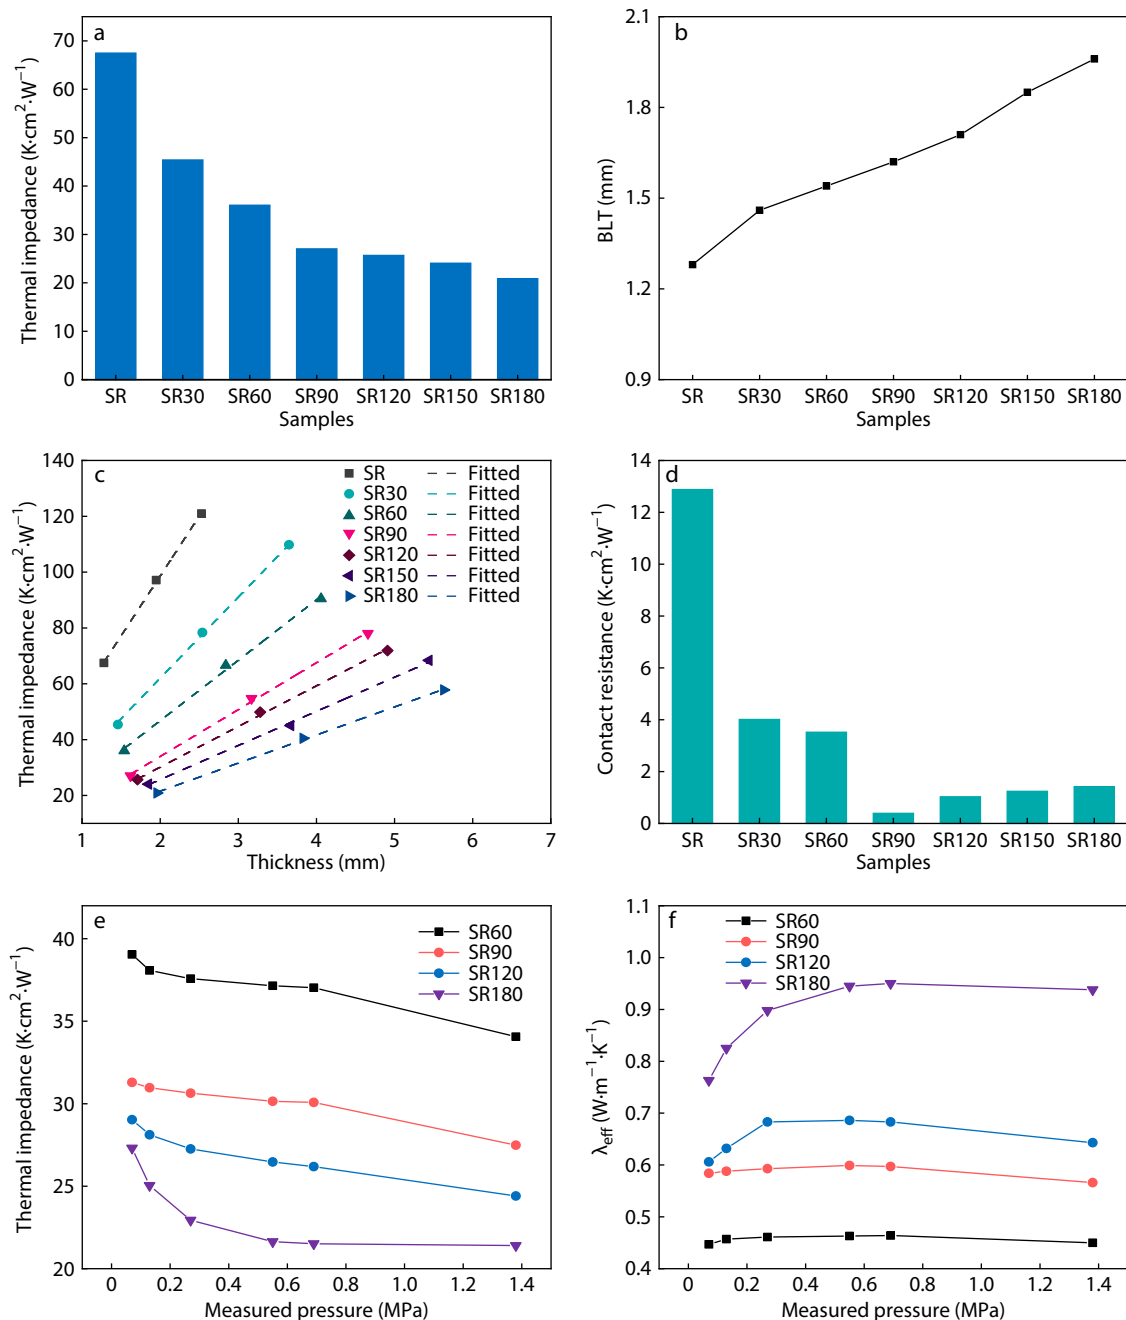 a
Thermal impedance (K·cm²·W⁻¹)
70
60
50
40
30
20
10
0
SR SR30 SR60 SR90 SR120 SR150 SR180
Samples
b
BLT (mm)
2.1
1.8
1.5
1.2
0.9
SR SR30 SR60 SR90 SR120 SR150 SR180
Samples
c
Thermal impedance (K·cm²·W⁻¹)
140
120
100
80
60
40
20
SR Fitted
SR30 Fitted
SR60 Fitted
SR90 Fitted
SR120 Fitted
SR150 Fitted
SR180 Fitted
1 2 3 4 5 6 7
Thickness (mm)
d
Contact resistance (K·cm²·W⁻¹)
14
12
10
8
6
4
2
0
SR SR30 SR60 SR90 SR120 SR150 SR180
Samples
e
Thermal impedance (K·cm²·W⁻¹)
40
35
30
25
20
SR60
SR90
SR120
SR180
0 0.2 0.4 0.6 0.8 1.0 1.2 1.4
Measured pressure (MPa)
f
λeff (W·m⁻¹·K⁻¹)
1.1
1.0
0.9
0.8
0.7
0.6
0.5
0.4
SR60
SR90
SR120
SR180
0 0.2 0.4 0.6 0.8 1.0 1.2 1.4
Measured pressure (MPa)